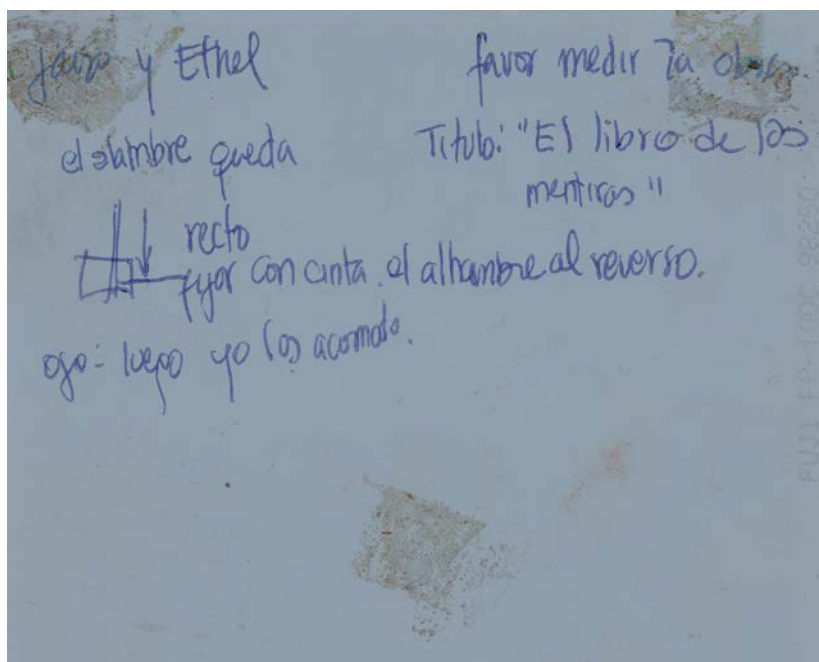 y Ethel
favor medir la obra
el alambre queda
Titulo: "El libro de las
mentiras"
recto
fijar con cinta el alhambre al reverso.
ojo: luego yo los acomodo.